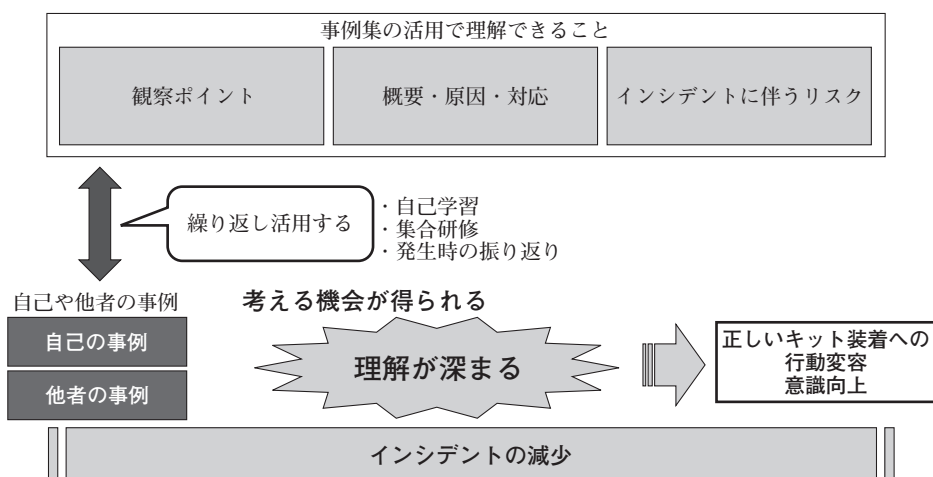 事例集の活用で理解できること
観察ポイント
概要・原因・対応
インシデントに伴うリスク
繰り返し活用する
・自己学習
・集合研修
・発生時の振り返り
自己や他者の事例
自己の事例
他者の事例
考える機会が得られる
理解が深まる
正しいキット装着への
行動変容
意識向上
インシデントの減少